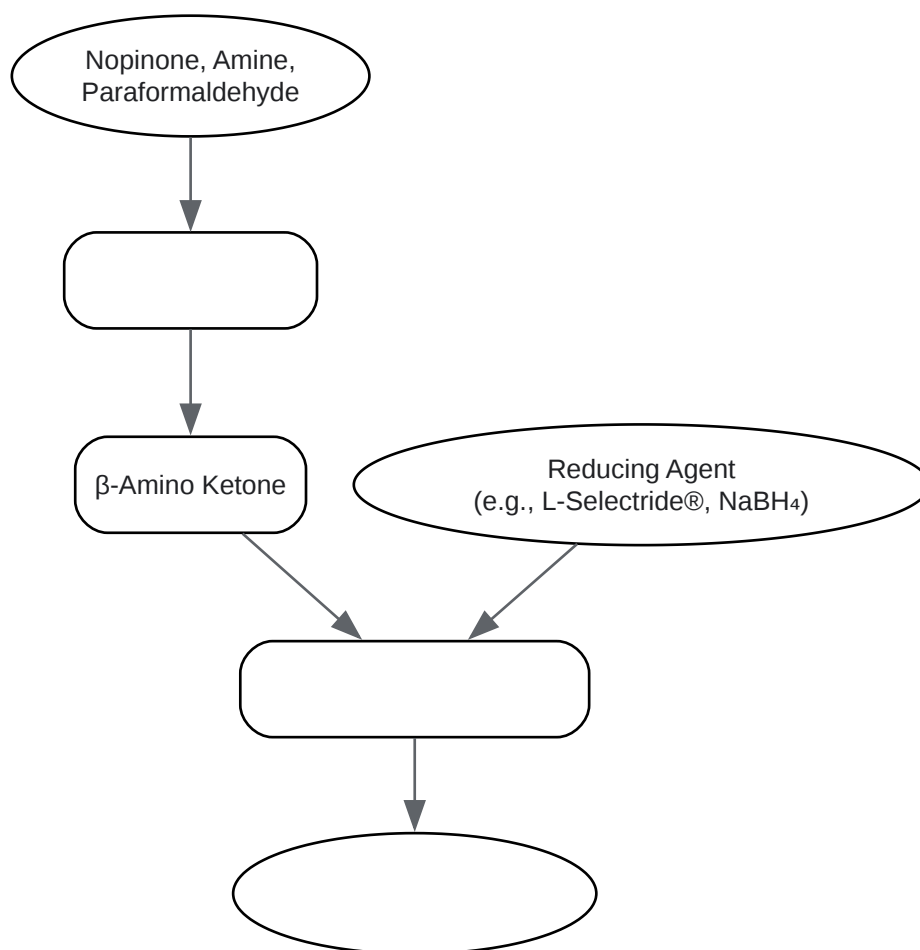 Nopinone, Amine,
Paraformaldehyde
β-Amino Ketone
Reducing Agent
(e.g., L-Selectride®, NaBH₄)